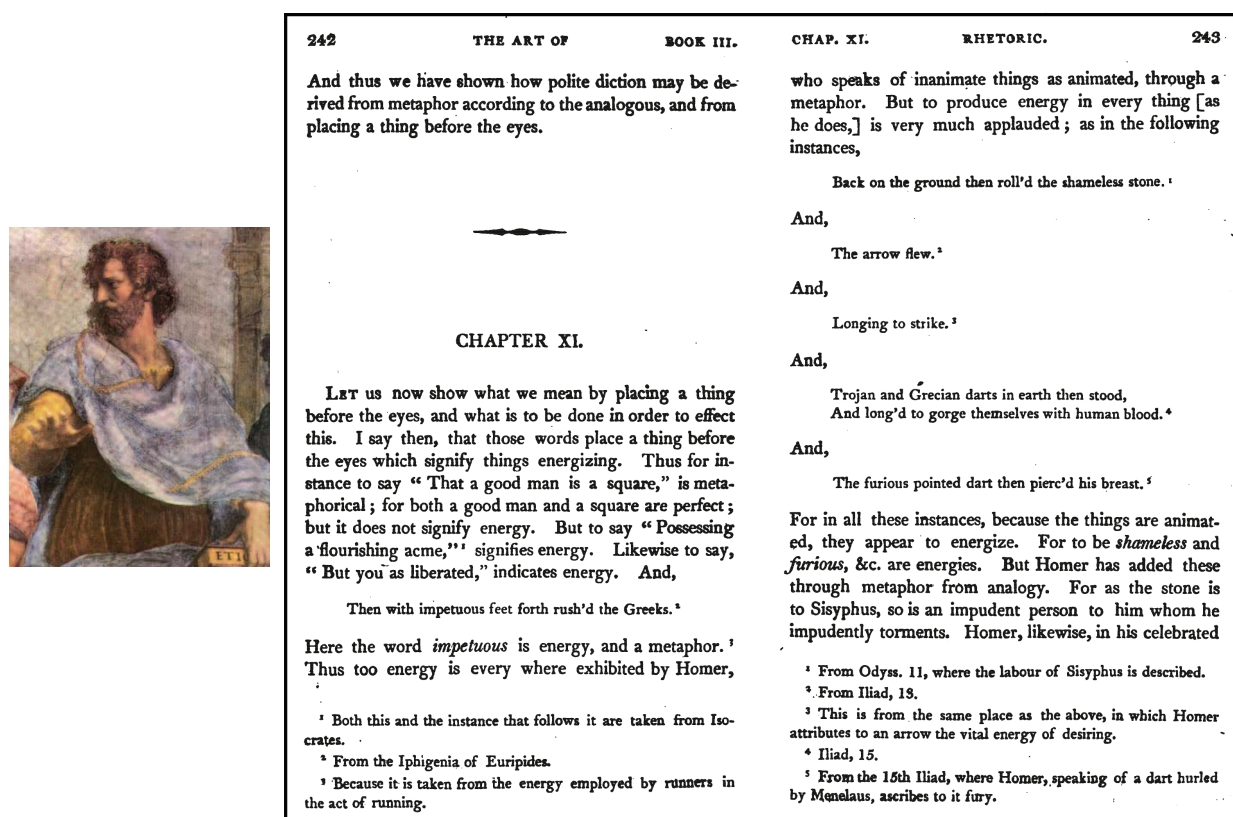 242 THE ART OF BOOK III.
And thus we have shown how polite diction may be de-
rived from metaphor according to the analogous, and from
placing a thing before the eyes.
CHAPTER XI.
LET us now show what we mean by placing a thing
before the eyes, and what is to be done in order to effect
this. I say then, that those words place a thing before
the eyes which signify things energizing. Thus for in-
stance to say “ That a good man is a square,” is meta-
phorical ; for both a good man and a square are perfect ;
but it does not signify energy. But to say “ Possessing
a flourishing acme,”¹ signifies energy. Likewise to say,
“ But you as liberated,” indicates energy. And,
Then with impetuous feet forth rush'd the Greeks.²
Here the word impetuous is energy, and a metaphor.³
Thus too energy is every where exhibited by Homer,
¹ Both this and the instance that follows it are taken from Iso-
crates.
² From the Iphigenia of Euripides.
³ Because it is taken from the energy employed by runners in
the act of running.
CHAP. XI. RHETORIC. 243
who speaks of inanimate things as animated, through a
metaphor. But to produce energy in every thing [as
he does,] is very much applauded ; as in the following
instances,
Back on the ground then roll'd the shameless stone.¹
And,
The arrow flew.²
And,
Longing to strike.³
And,
Trojan and Grecian darts in earth then stood,
And long'd to gorge themselves with human blood.⁴
And,
The furious pointed dart then pierc'd his breast.⁵
For in all these instances, because the things are animat-
ed, they appear to energize. For to be shameless and
furious, &c. are energies. But Homer has added these
through metaphor from analogy. For as the stone is
to Sisyphus, so is an impudent person to him whom he
impudently torments. Homer, likewise, in his celebrated
¹ From Odyss. 11, where the labour of Sisyphus is described.
². From Iliad, 13.
³ This is from the same place as the above, in which Homer
attributes to an arrow the vital energy of desiring.
⁴ Iliad, 15.
⁵ From the 15th Iliad, where Homer, speaking of a dart hurled
by Menelaus, ascribes to it fury.
ETI